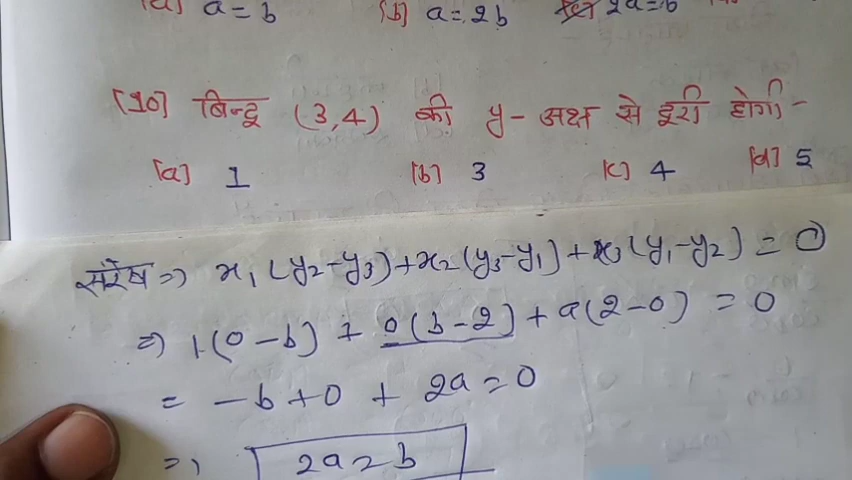 (a) a = b (b) a = 2b (c) 2a = b
[10] बिन्दू (3,4) की y - अक्ष से दूरी होगी -
[a] 1 [b] 3 [c] 4 [d] 5
संरेख => x₁(y₂-y₃)+x₂(y₃-y₁)+x₃(y₁-y₂) = 0
=> 1(0-b) + 0(b-2) + a(2-0) = 0
= -b+0 + 2a = 0
=> 2a = b